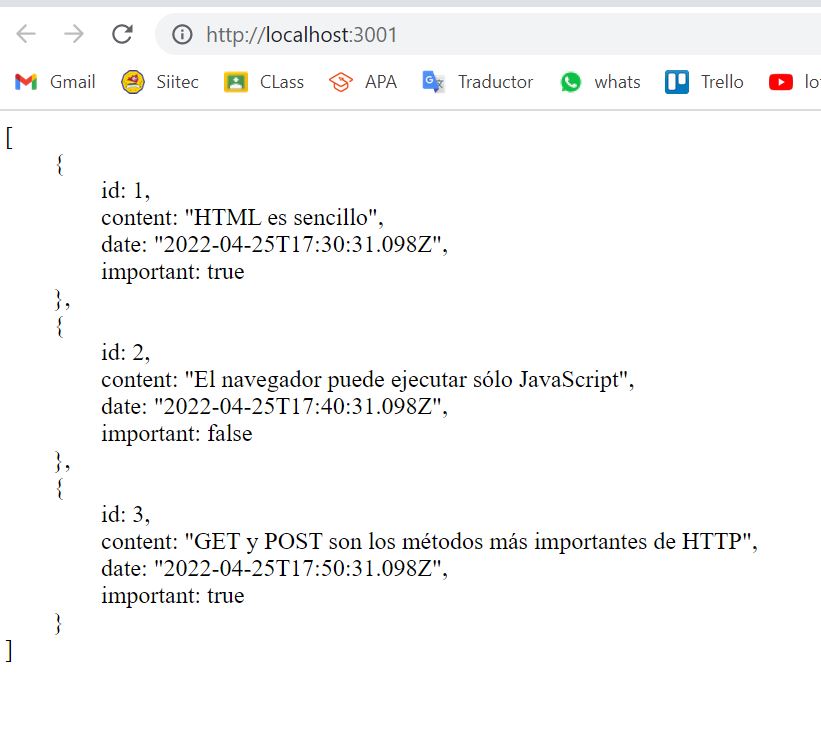 http://localhost:3001
Gmail Siitec CLass APA Traductor whats Trello lo
[
{
id: 1,
content: "HTML es sencillo",
date: "2022-04-25T17:30:31.098Z",
important: true
},
{
id: 2,
content: "El navegador puede ejecutar sólo JavaScript",
date: "2022-04-25T17:40:31.098Z",
important: false
},
{
id: 3,
content: "GET y POST son los métodos más importantes de HTTP",
date: "2022-04-25T17:50:31.098Z",
important: true
}
]